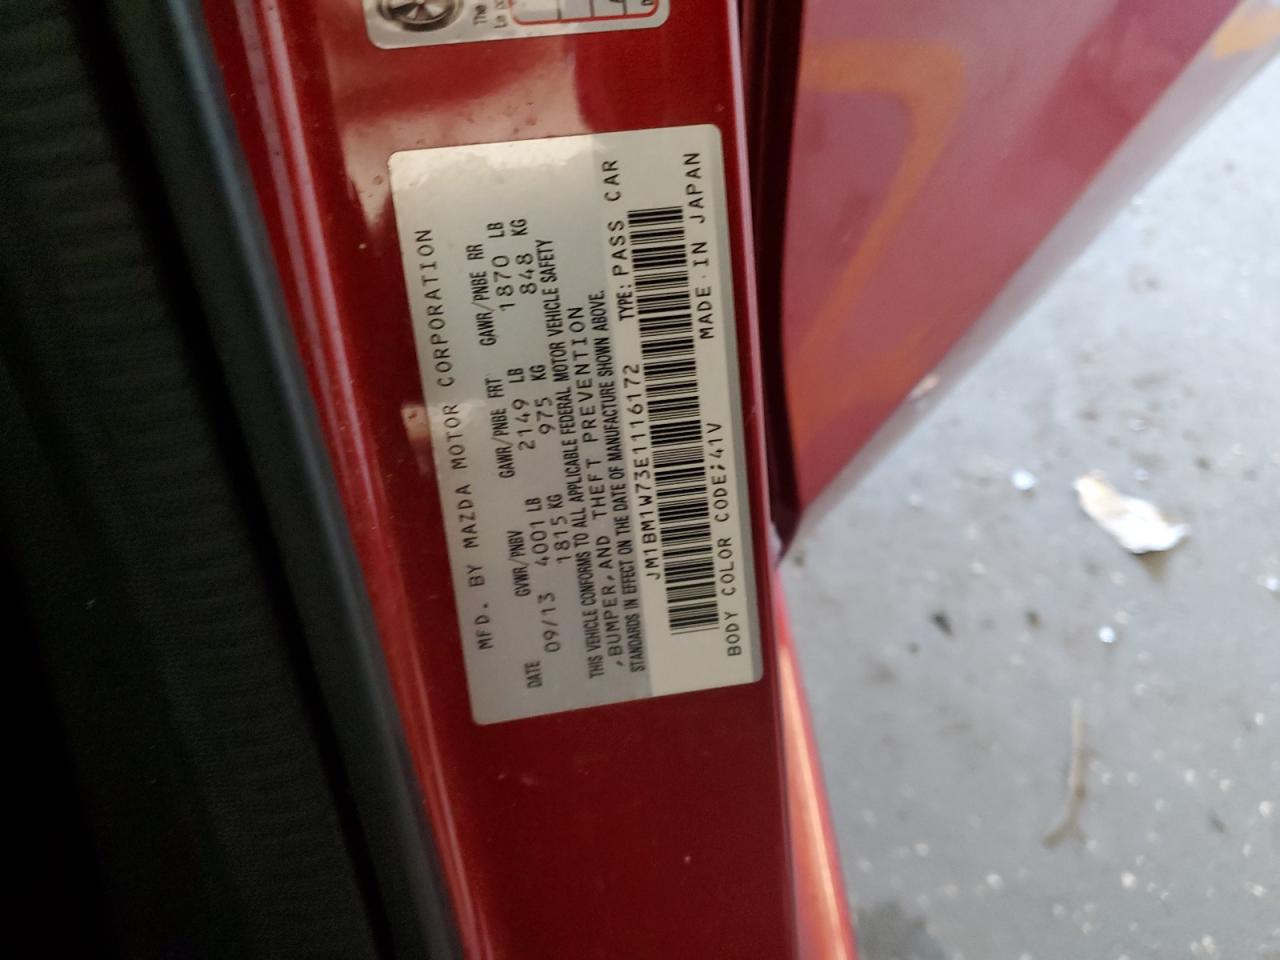 The
Le
MFD. BY MAZDA MOTOR CORPORATION
DATE GVWR/PNBV GAWR/PNBE FRT GAWR/PNBE RR
09/13 4001 LB 2149 LB 1870 LB
1815 KG 975 KG 848 KG
THIS VEHICLE CONFORMS TO ALL APPLICABLE FEDERAL MOTOR VEHICLE SAFETY
,BUMPER,AND THEFT PREVENTION
STANDARDS IN EFFECT ON THE DATE OF MANUFACTURE SHOWN ABOVE.
JM1BM1W73E1116172 TYPE: PASS CAR
BODY COLOR CODE;41V MADE IN JAPAN